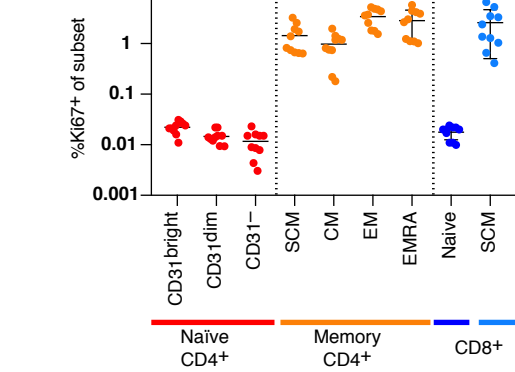 %Ki67+ of subset
1
0.1
0.01
0.001
CD31bright
CD31dim
CD31–
SCM
CM
EM
EMRA
Naive
SCM
Naïve
CD4+
Memory
CD4+
CD8+